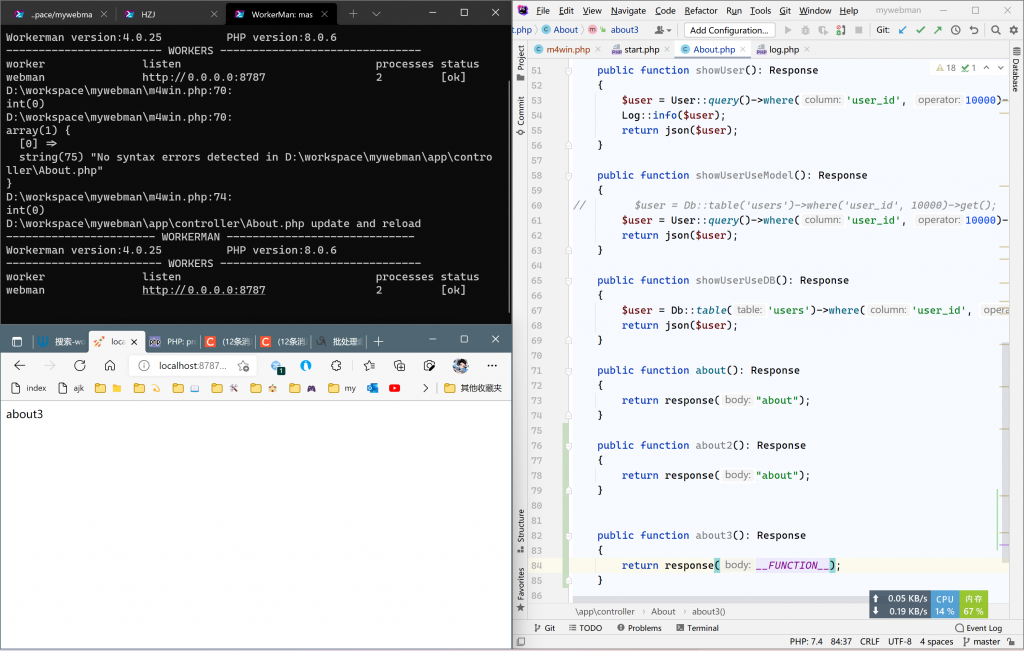 ..pace/mywebma
HZJ
WorkerMan: mas
Workerman version:4.0.25 PHP version:8.0.6
------------------------ WORKERS -------------------------------
worker listen processes status
webman http://0.0.0.0:8787 2 [ok]
D:\workspace\mywebman\m4win.php:70:
int(0)
D:\workspace\mywebman\m4win.php:70:
array(1) {
[0] =>
string(75) "No syntax errors detected in D:\workspace\mywebman\app\contro
ller\About.php"
}
D:\workspace\mywebman\m4win.php:74:
int(0)
D:\workspace\mywebman\app\controller\About.php update and reload
----------------------- WORKERMAN -----------------------------
Workerman version:4.0.25 PHP version:8.0.6
------------------------ WORKERS -------------------------------
worker listen processes status
webman http://0.0.0.0:8787 2 [ok]
搜索-wo
loca
PHP: pr
(12条消
(12条消
批处理
localhost:8787...
1
index
ajk
my
其他收藏夹
about3
File Edit View Navigate Code Refactor Run Tools Git Window Help mywebman
t.php About about3 Add Configuration... Git:
m4win.php start.php About.php log.php
Project
Commit
Structure
Favorites
Database
18 1
51 public function showUser(): Response
52 {
53 $user = User::query()->where( column: 'user_id', operator: 10000)-
54 Log::info($user);
55 return json($user);
56 }
57
58 public function showUserUseModel(): Response
59 {
60 // $user = Db::table('users')->where('user_id', 10000)->get();
61 $user = User::query()->where( column: 'user_id', operator: 10000)-
62 return json($user);
63 }
64
65 public function showUserUseDB(): Response
66 {
67 $user = Db::table( table: 'users')->where( column: 'user_id', opera
68 return json($user);
69 }
70
71 public function about(): Response
72 {
73 return response( body: "about");
74 }
75
76 public function about2(): Response
77 {
78 return response( body: "about");
79 }
80
81
82 public function about3(): Response
83 {
84 return response( body: __FUNCTION__);
85 }
86
\app\controller About about3()
0.05 KB/s CPU 内存
0.19 KB/s 14 % 67 %
Git TODO Problems Terminal Event Log
PHP: 7.4 84:37 CRLF UTF-8 4 spaces master